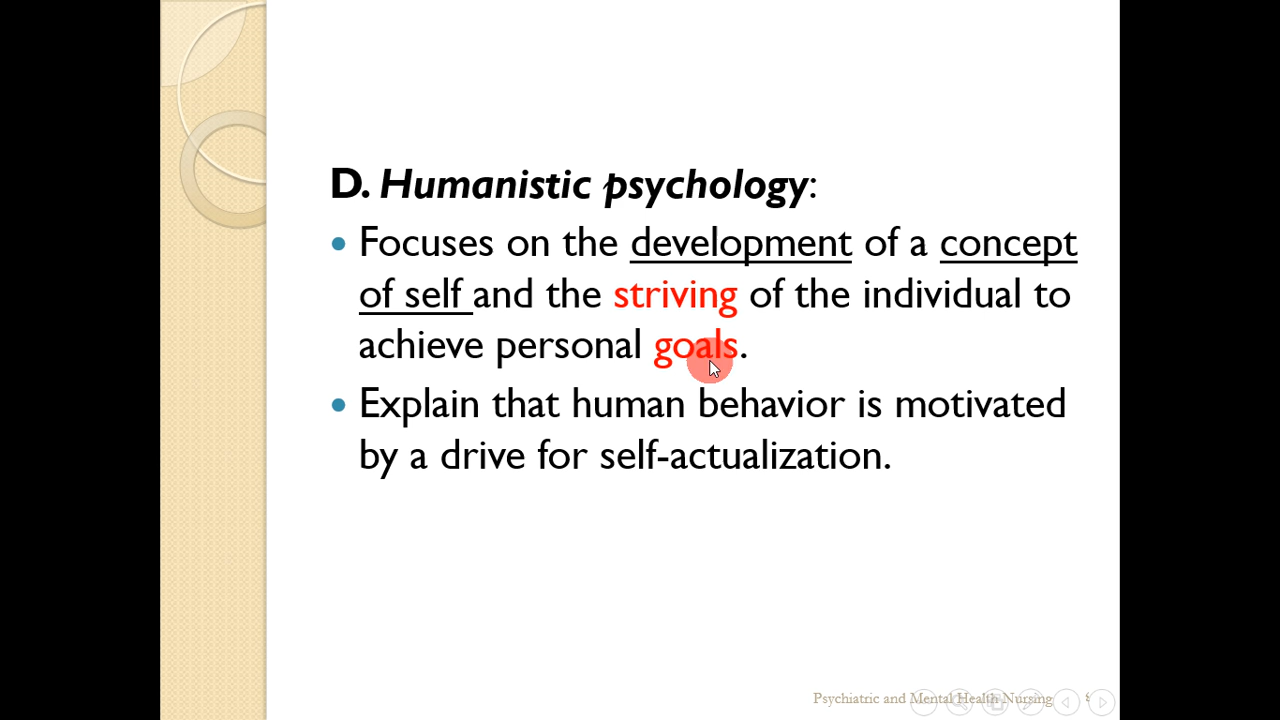 D. Humanistic psychology:
• Focuses on the development of a concept
of self and the striving of the individual to
achieve personal goals.
• Explain that human behavior is motivated
by a drive for self-actualization.
Psychiatric and Mental Health Nursing